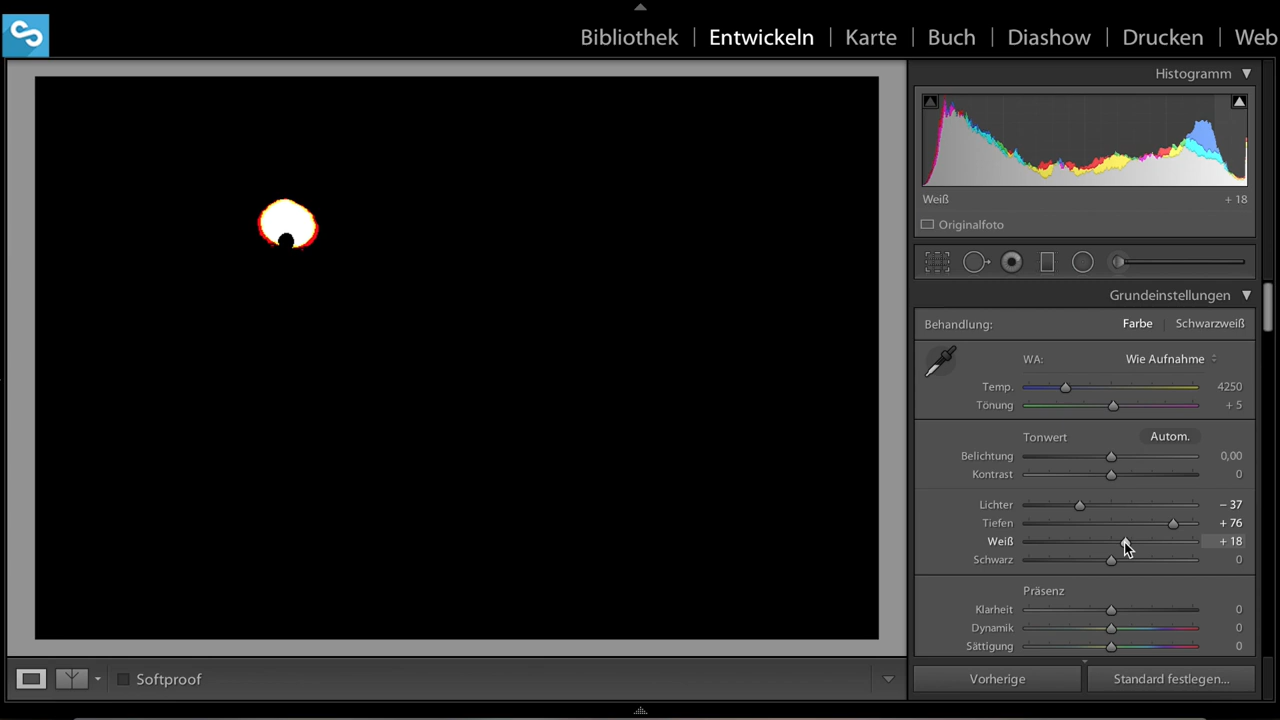 Bibliothek | Entwickeln | Karte | Buch | Diashow | Drucken | Web
Histogramm
Weiß + 18
Originalfoto
Grundeinstellungen
Behandlung: Farbe | Schwarzweiß
WA: Wie Aufnahme
Temp. 4250
Tönung + 5
Tonwert Autom.
Belichtung 0,00
Kontrast 0
Lichter – 37
Tiefen + 76
Weiß + 18
Schwarz 0
Präsenz
Klarheit 0
Dynamik 0
Sättigung 0
Softproof
Vorherige Standard festlegen...